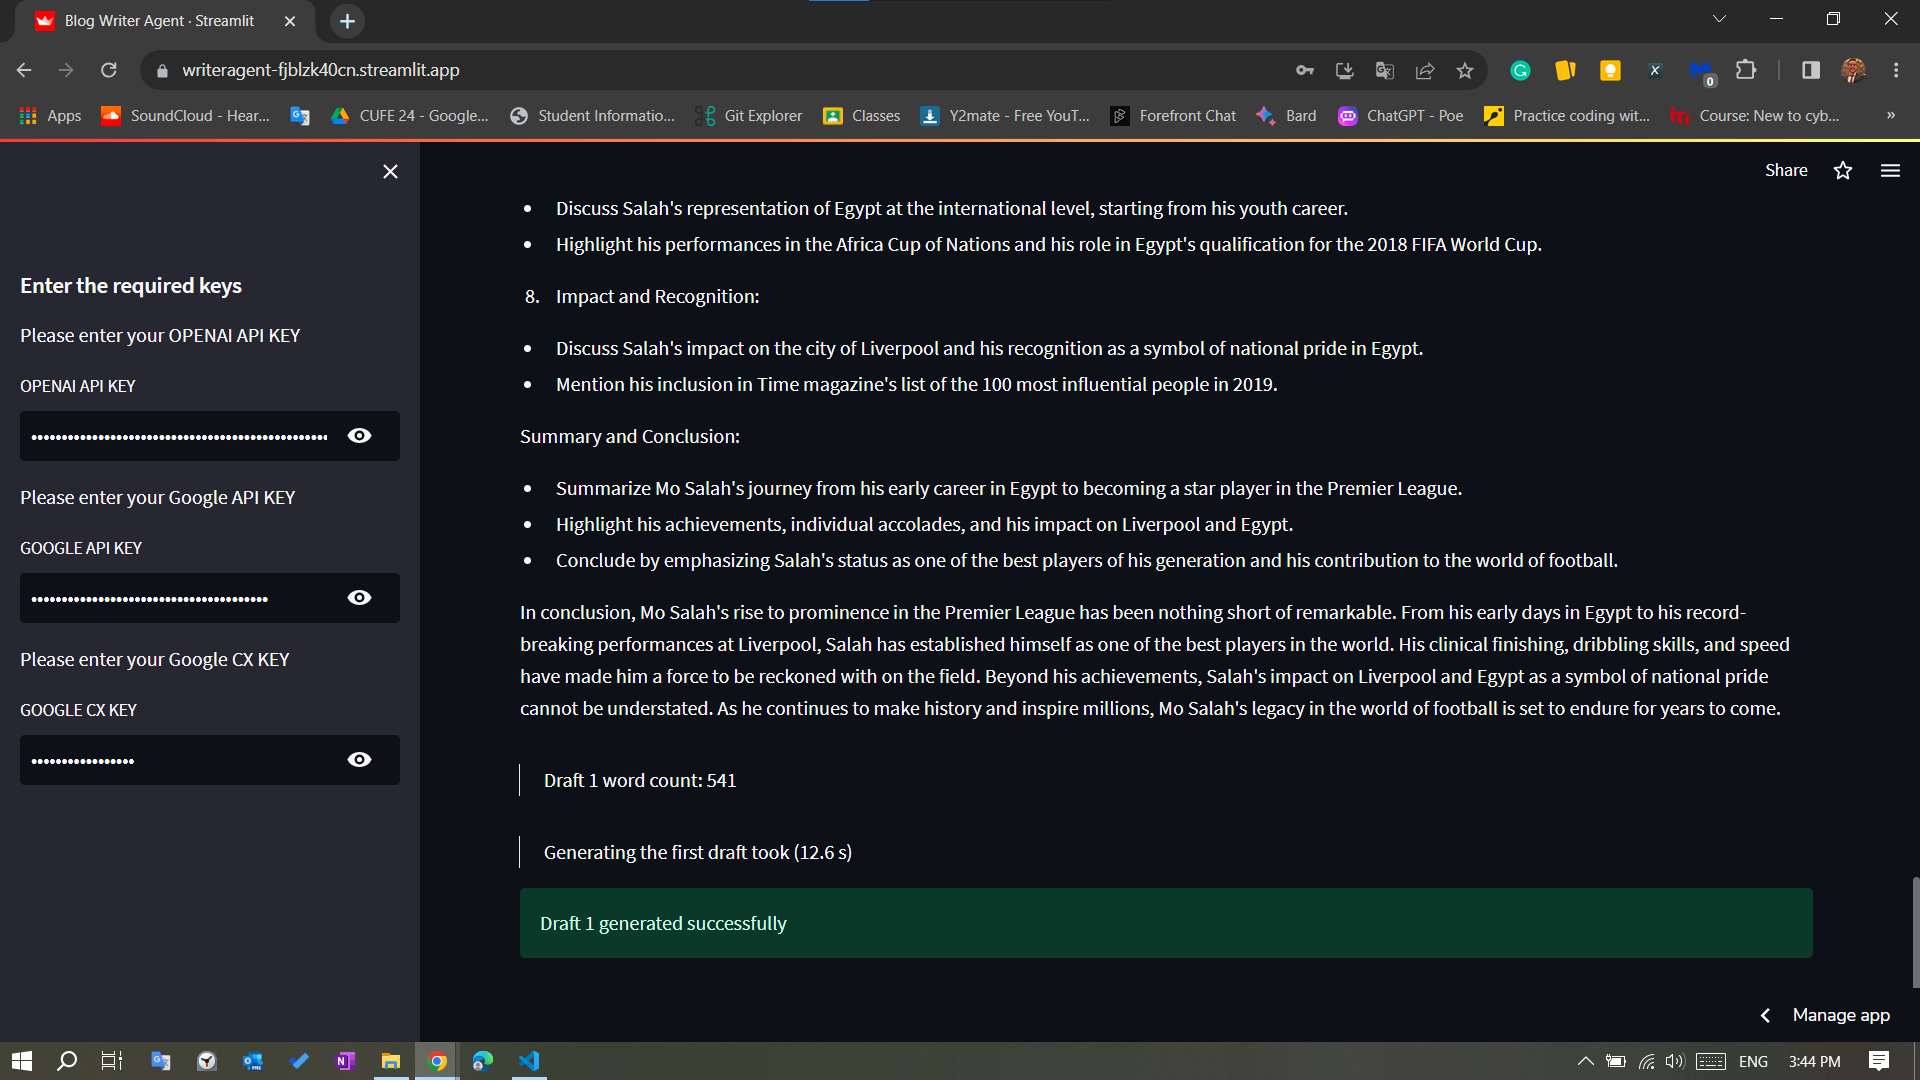 Blog Writer Agent · Streamlit
writeragent-fjblzk40cn.streamlit.app
0
Apps
SoundCloud - Hear...
CUFE 24 - Google...
Student Informatio...
Git Explorer
Classes
Y2mate - Free YouT...
Forefront Chat
Bard
ChatGPT - Poe
Practice coding wit...
Course: New to cyb...
»
Share
Enter the required keys
Please enter your OPENAI API KEY
OPENAI API KEY
Please enter your Google API KEY
GOOGLE API KEY
Please enter your Google CX KEY
GOOGLE CX KEY
• Discuss Salah's representation of Egypt at the international level, starting from his youth career.
• Highlight his performances in the Africa Cup of Nations and his role in Egypt's qualification for the 2018 FIFA World Cup.
8. Impact and Recognition:
• Discuss Salah's impact on the city of Liverpool and his recognition as a symbol of national pride in Egypt.
• Mention his inclusion in Time magazine's list of the 100 most influential people in 2019.
Summary and Conclusion:
• Summarize Mo Salah's journey from his early career in Egypt to becoming a star player in the Premier League.
• Highlight his achievements, individual accolades, and his impact on Liverpool and Egypt.
• Conclude by emphasizing Salah's status as one of the best players of his generation and his contribution to the world of football.
In conclusion, Mo Salah's rise to prominence in the Premier League has been nothing short of remarkable. From his early days in Egypt to his record-
breaking performances at Liverpool, Salah has established himself as one of the best players in the world. His clinical finishing, dribbling skills, and speed
have made him a force to be reckoned with on the field. Beyond his achievements, Salah's impact on Liverpool and Egypt as a symbol of national pride
cannot be understated. As he continues to make history and inspire millions, Mo Salah's legacy in the world of football is set to endure for years to come.
Draft 1 word count: 541
Generating the first draft took (12.6 s)
Draft 1 generated successfully
Manage app
ENG
3:44 PM